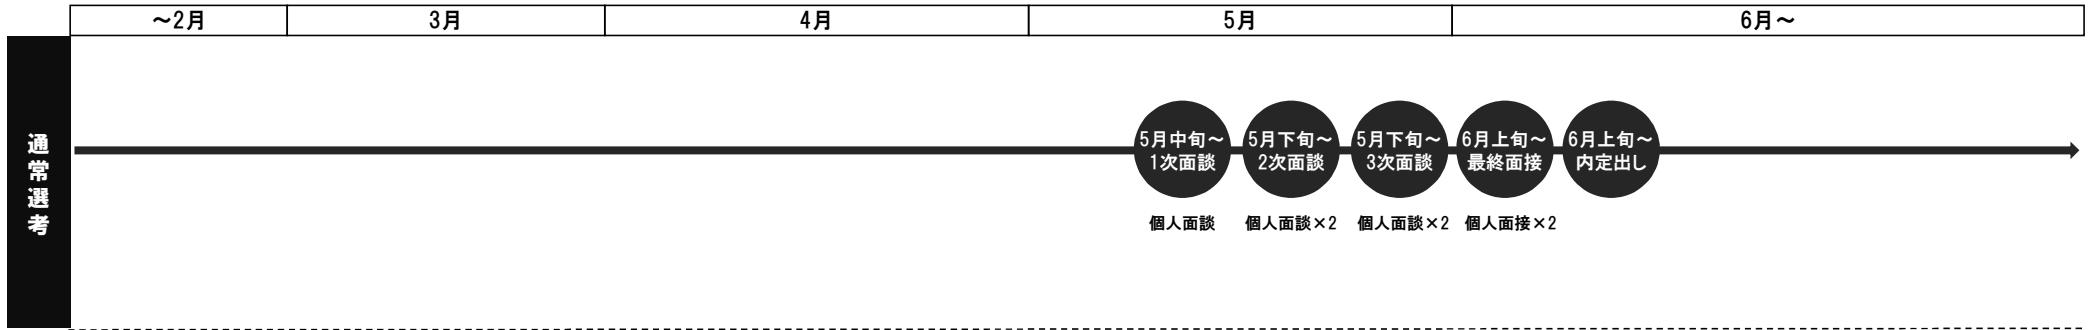 ～2月
3月
4月
5月
6月～
通常選考
5月中旬～
1次面談
5月下旬～
2次面談
5月下旬～
3次面談
6月上旬～
最終面接
6月上旬～
内定出し
個人面談
個人面談×2
個人面談×2
個人面接×2